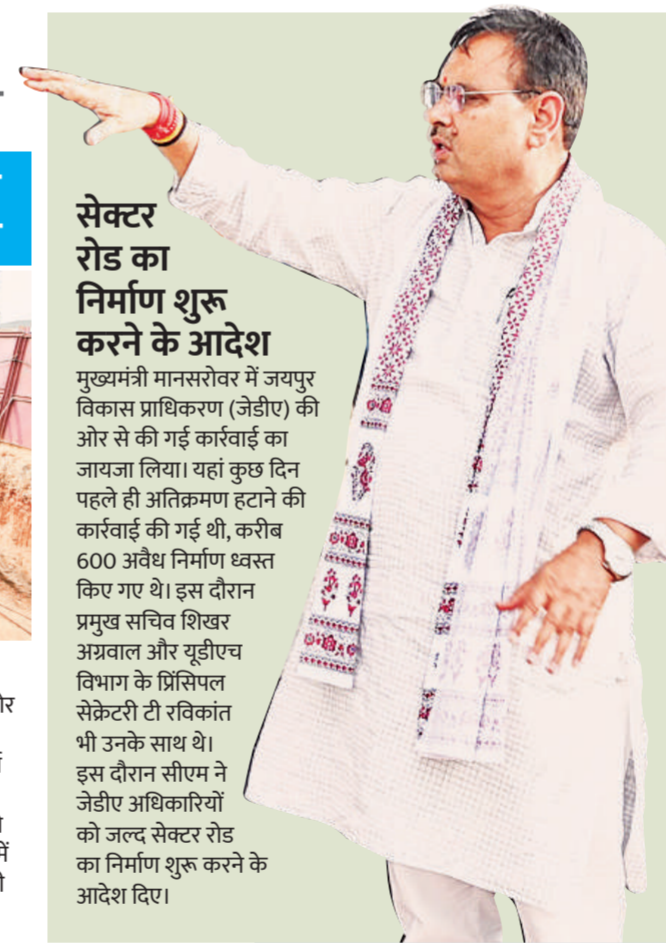 सेक्टर
रोड का
निर्माण शुरू
करने के आदेश
मुख्यमंत्री मानसरोवर में जयपुर
विकास प्राधिकरण (जेडीए) की
ओर से की गई कार्रवाई का
जायजा लिया। यहां कुछ दिन
पहले ही अतिक्रमण हटाने की
कार्रवाई की गई थी, करीब
600 अवैध निर्माण ध्वस्त
किए गए थे। इस दौरान
प्रमुख सचिव शिखर
अग्रवाल और यूडीएच
विभाग के प्रिंसिपल
सेक्रेटरी टी रविकांत
भी उनके साथ थे।
इस दौरान सीएम ने
जेडीए अधिकारियों
को जल्द सेक्टर रोड
का निर्माण शुरू करने के
आदेश दिए।